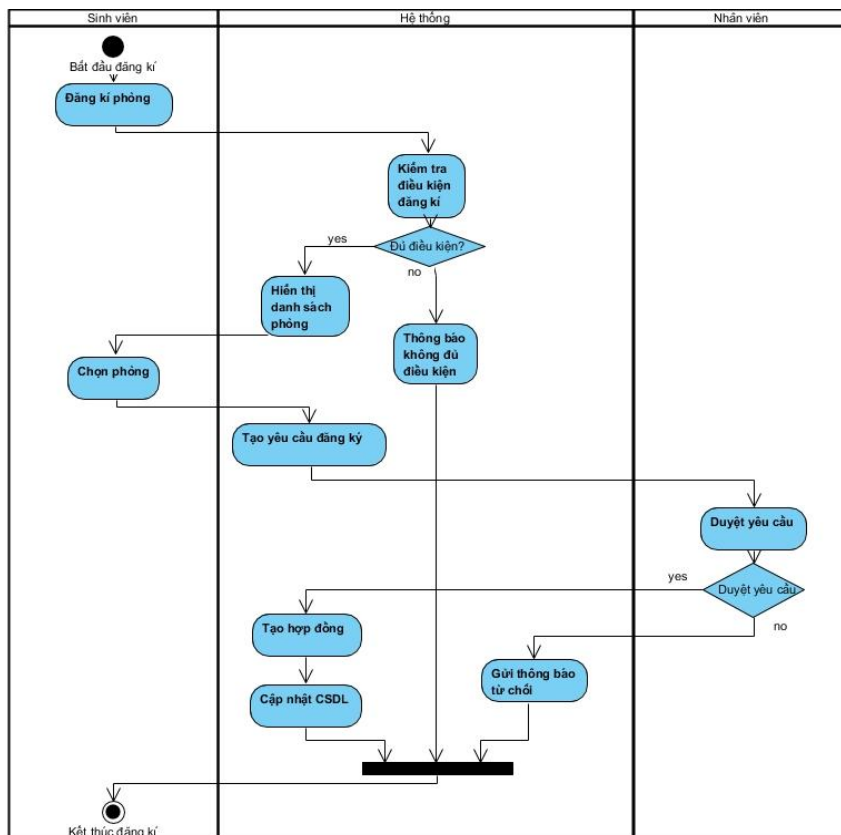 Sinh viên
Hệ thống
Nhân viên
Bắt đầu đăng kí
Đăng kí phòng
Kiểm tra
điều kiện
đăng kí
Đủ điều kiện?
yes
no
Hiển thị
danh sách
phòng
Thông báo
không đủ
điều kiện
Chọn phòng
Tạo yêu cầu đăng ký
Duyệt yêu cầu
Duyệt yêu cầu
yes
no
Tạo hợp đồng
Gửi thông báo
từ chối
Cập nhật CSDL
Kết thúc đăng kí